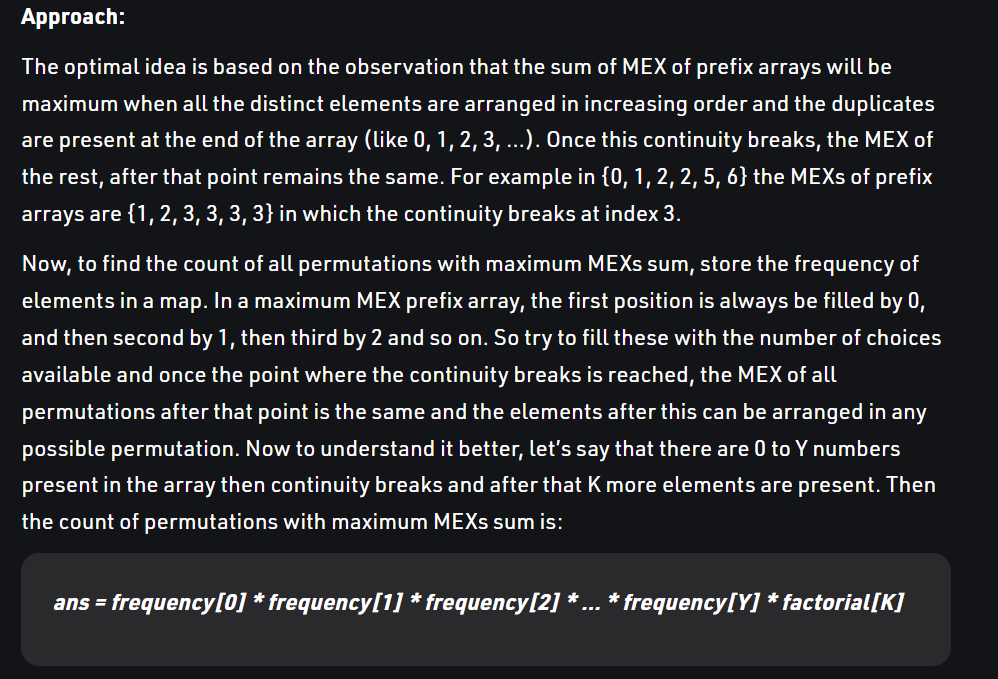 Approach:
The optimal idea is based on the observation that the sum of MEX of prefix arrays will be
maximum when all the distinct elements are arranged in increasing order and the duplicates
are present at the end of the array (like 0, 1, 2, 3, ...). Once this continuity breaks, the MEX of
the rest, after that point remains the same. For example in {0, 1, 2, 2, 5, 6} the MEXs of prefix
arrays are {1, 2, 3, 3, 3, 3} in which the continuity breaks at index 3.
Now, to find the count of all permutations with maximum MEXs sum, store the frequency of
elements in a map. In a maximum MEX prefix array, the first position is always be filled by 0,
and then second by 1, then third by 2 and so on. So try to fill these with the number of choices
available and once the point where the continuity breaks is reached, the MEX of all
permutations after that point is the same and the elements after this can be arranged in any
possible permutation. Now to understand it better, let's say that there are 0 to Y numbers
present in the array then continuity breaks and after that K more elements are present. Then
the count of permutations with maximum MEXs sum is:
ans = frequency[0] * frequency[1] * frequency[2] * ... * frequency[Y] * factorial[K]